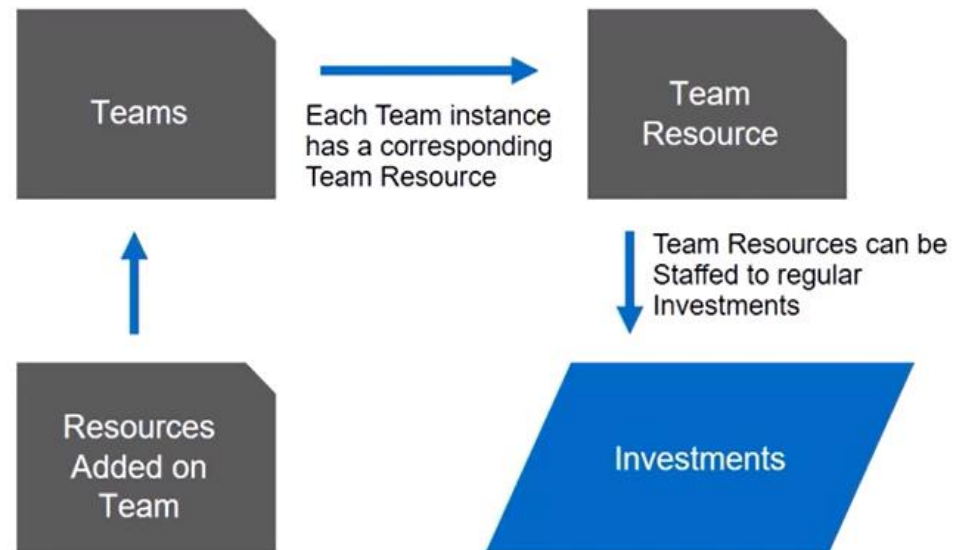 Teams
Each Team instance
has a corresponding
Team Resource
Team
Resource
Team Resources can be
Staffed to regular
Investments
Resources
Added on
Team
Investments